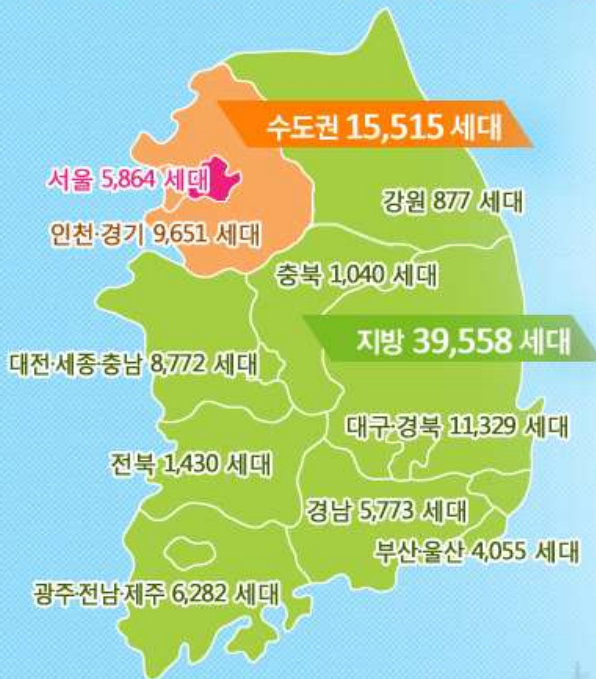 수도권 15,515 세대
서울 5,864 세대
강원 877 세대
인천·경기 9,651 세대
충북 1,040 세대
지방 39,558 세대
대전·세종·충남 8,772 세대
대구·경북 11,329 세대
전북 1,430 세대
경남 5,773 세대
부산·울산 4,055 세대
광주·전남·제주 6,282 세대